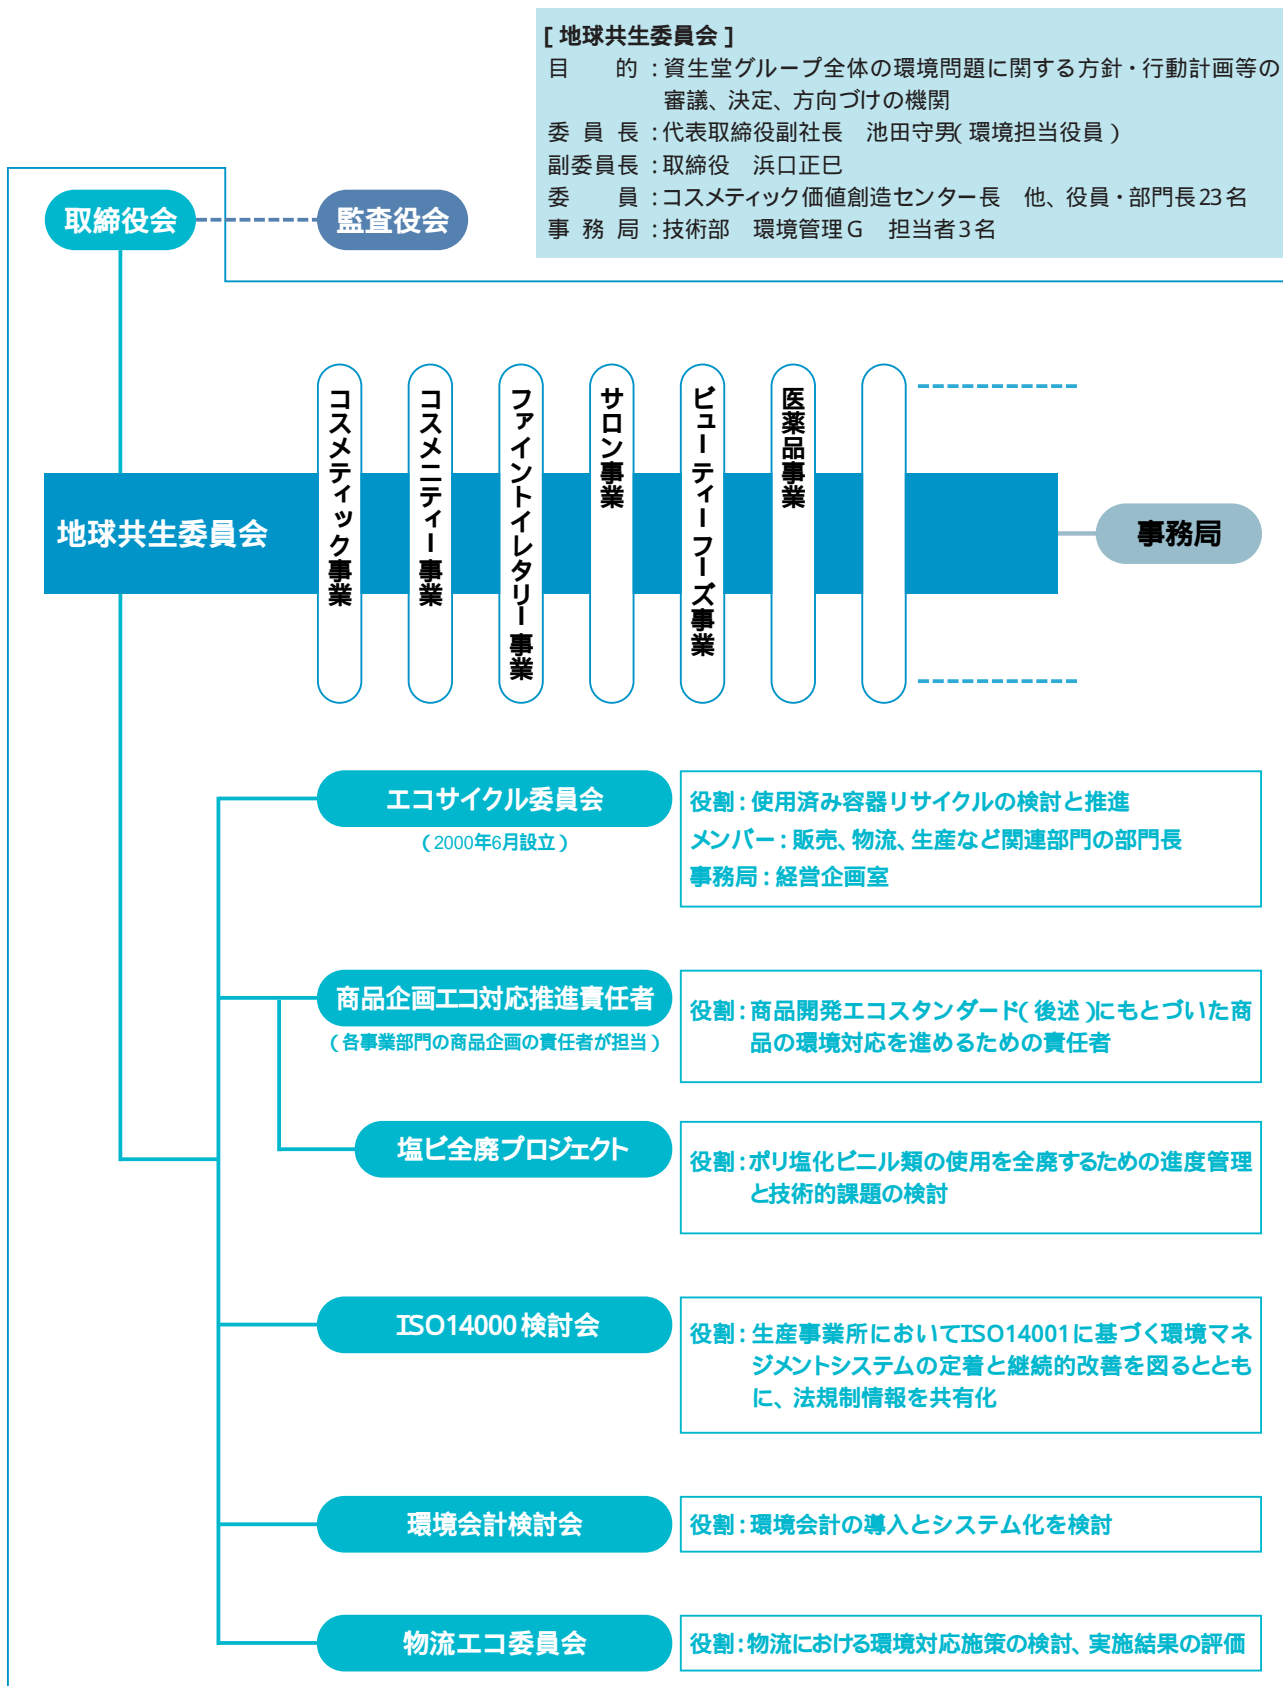 [地球共生委員会]
目　的：資生堂グループ全体の環境問題に関する方針・行動計画等の
審議、決定、方向づけの機関
委員長：代表取締役副社長　池田守男（環境担当役員）
副委員長：取締役　浜口正巳
委　員：コスメティック価値創造センター長　他、役員・部門長23名
事務局：技術部　環境管理G　担当者3名
取締役会
監査役会
コスメティック事業
コスメニティー事業
ファイントイレタリー事業
サロン事業
ビューティーフーズ事業
医薬品事業
地球共生委員会
事務局
エコサイクル委員会
（2000年6月設立）
役割：使用済み容器リサイクルの検討と推進
メンバー：販売、物流、生産など関連部門の部門長
事務局：経営企画室
商品企画エコ対応推進責任者
（各事業部門の商品企画の責任者が担当）
役割：商品開発エコスタンダード（後述）にもとづいた商
品の環境対応を進めるための責任者
塩ビ全廃プロジェクト
役割：ポリ塩化ビニル類の使用を全廃するための進度管理
と技術的課題の検討
ISO14000検討会
役割：生産事業所においてISO14001に基づく環境マネ
ジメントシステムの定着と継続的改善を図るととも
に、法規制情報を共有化
環境会計検討会
役割：環境会計の導入とシステム化を検討
物流エコ委員会
役割：物流における環境対応施策の検討、実施結果の評価